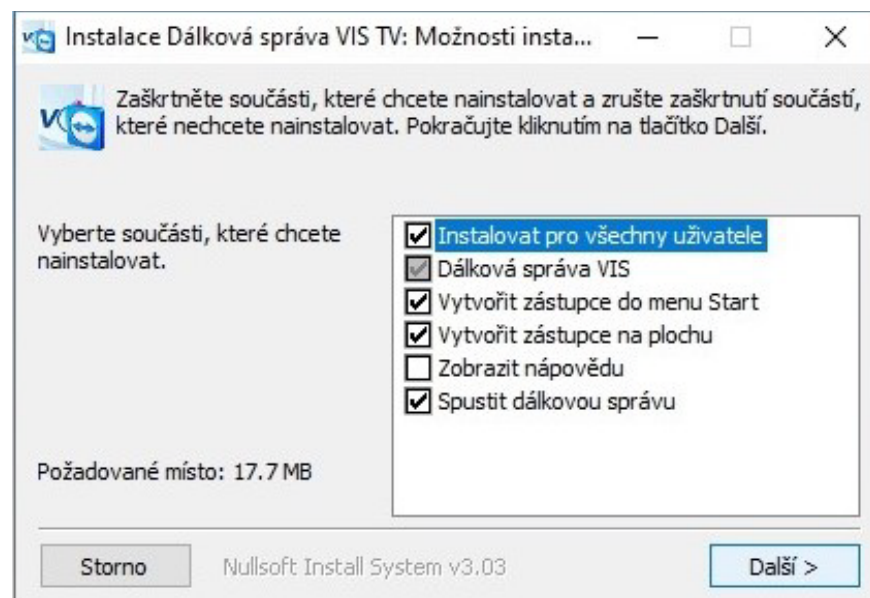 Instalace Dálková správa VIS TV: Možnosti insta...
Zaškrtněte součásti, které chcete nainstalovat a zrušte zaškrtnutí součástí,
které nechcete nainstalovat. Pokračujte kliknutím na tlačítko Další.
Vyberte součásti, které chcete
nainstalovat.
Instalovat pro všechny uživatele
Dálková správa VIS
Vytvořit zástupce do menu Start
Vytvořit zástupce na plochu
Zobrazit nápovědu
Spustit dálkovou správu
Požadované místo: 17.7 MB
Storno
Nullsoft Install System v3.03
Další >